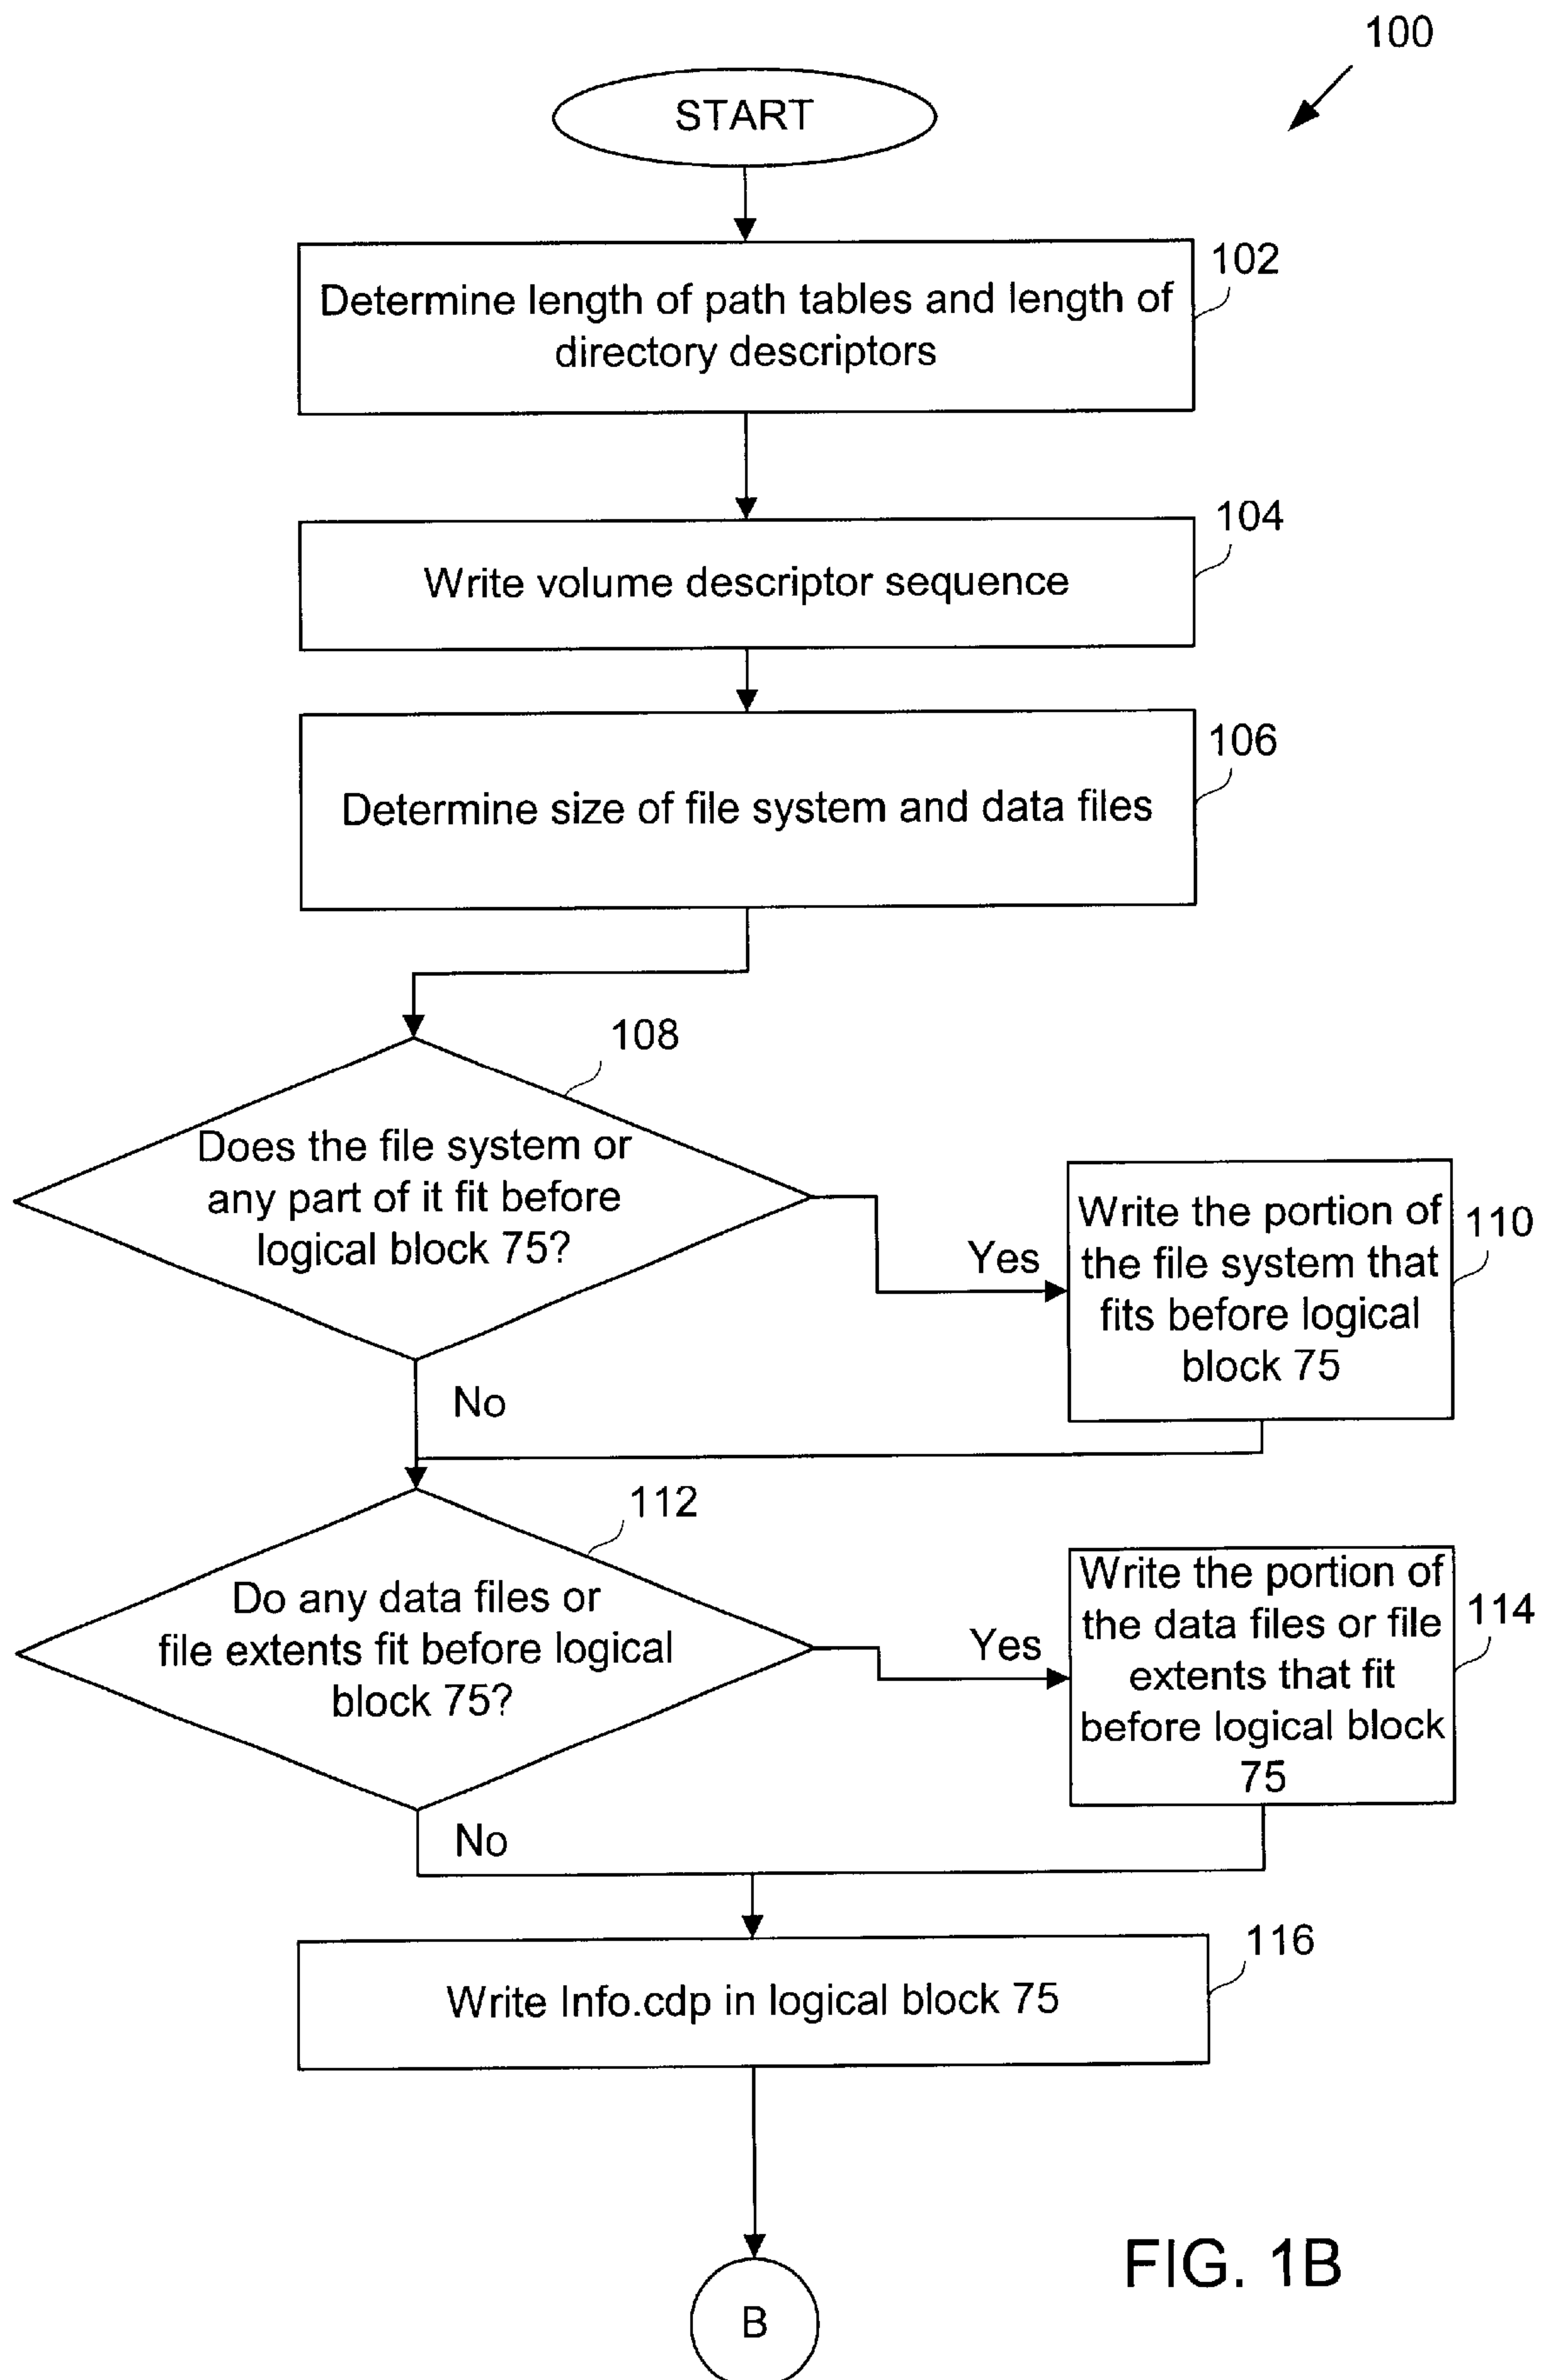 100
START
102
Determine length of path tables and length of
directory descriptors
104
Write volume descriptor sequence
106
Determine size of file system and data files
108
Does the file system or
any part of it fit before
logical block 75?
Yes
Write the portion of
the file system that
fits before logical
block 75
110
No
112
Do any data files or
file extents fit before logical
block 75?
Yes
Write the portion of
the data files or file
extents that fit
before logical block
75
114
No
116
Write Info.cdp in logical block 75
B
FIG. 1B